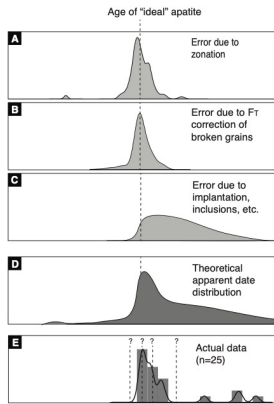 Age of “ideal” apatite
A
Error due to
zonation
B
Error due to FT
correction of
broken grains
C
Error due to
implantation,
inclusions, etc.
D
Theoretical
apparent date
distribution
E
? ? ? ?
Actual data
(n=25)